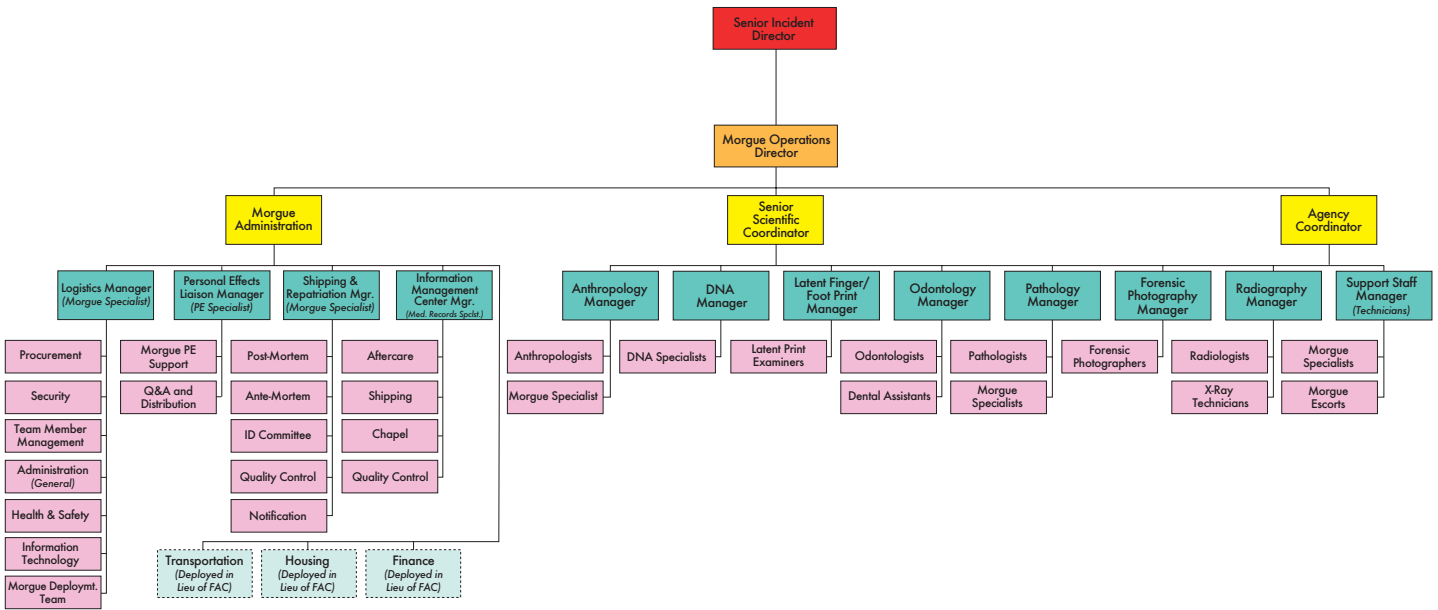 Senior Incident
Director
Morgue Operations
Director
Morgue
Administration
Senior
Scientific
Coordinator
Agency
Coordinator
Logistics Manager
(Morgue Specialist)
Personal Effects
Liaison Manager
(PE Specialist)
Shipping &
Repatriation Mgr.
(Morgue Specialist)
Information
Management
Center Mgr.
(Med. Records Spclst.)
Anthropology
Manager
DNA
Manager
Latent Finger/
Foot Print
Manager
Odontology
Manager
Pathology
Manager
Forensic
Photography
Manager
Radiography
Manager
Support Staff
Manager
(Technicians)
Procurement
Security
Team Member
Management
Administration
(General)
Health & Safety
Information
Technology
Morgue Deploymt.
Team
Morgue PE
Support
Q&A and
Distribution
Post-Mortem
Ante-Mortem
ID Committee
Quality Control
Notification
Aftercare
Shipping
Chapel
Quality Control
Transportation
(Deployed in
Lieu of FAC)
Housing
(Deployed in
Lieu of FAC)
Finance
(Deployed in
Lieu of FAC)
Anthropologists
Morgue Specialist
DNA Specialists
Latent Print
Examiners
Odontologists
Dental Assistants
Pathologists
Morgue
Specialists
Forensic
Photographers
Radiologists
X-Ray
Technicians
Morgue
Specialists
Morgue
Escorts